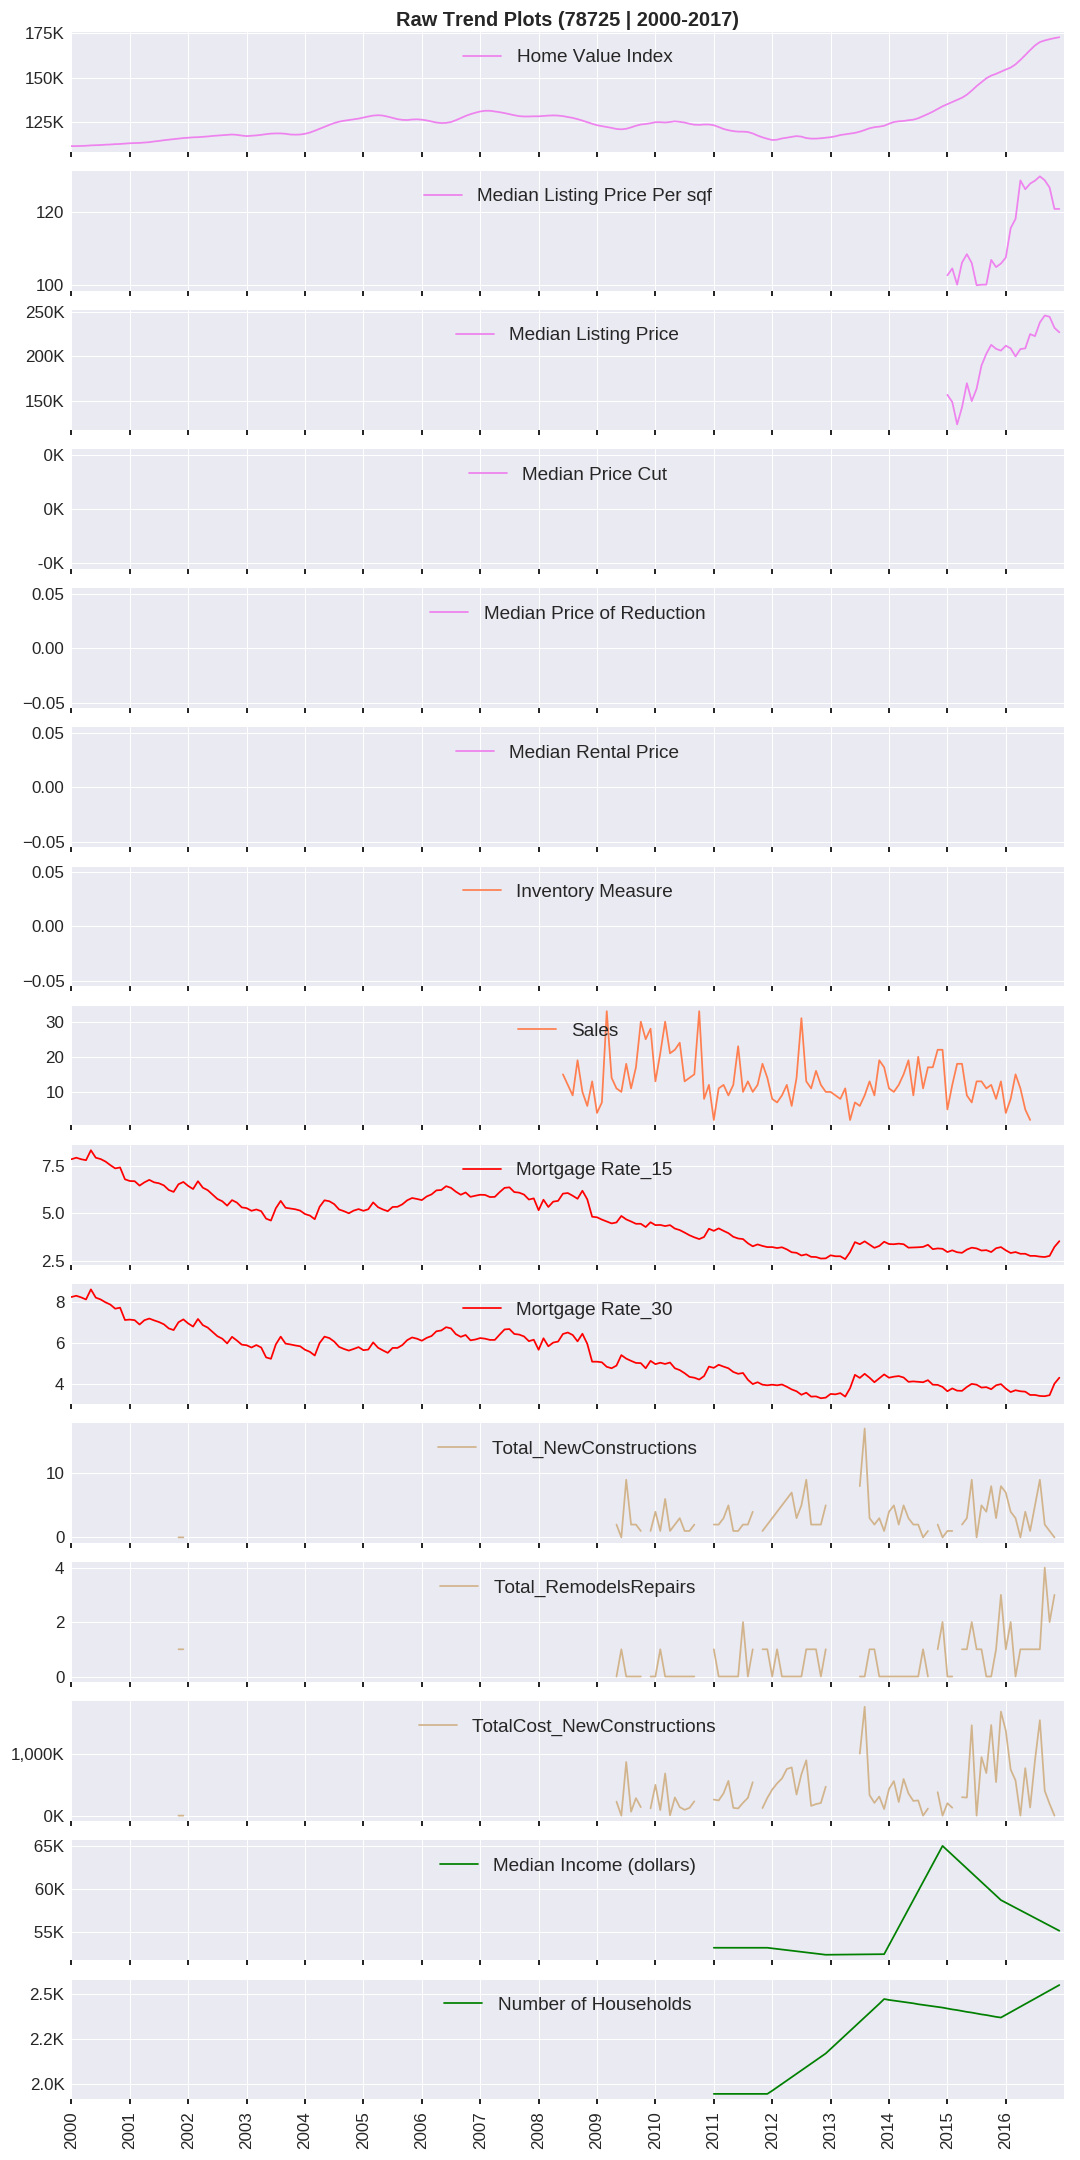 Raw Trend Plots (78725 | 2000-2017)
175K
150K
125K
Home Value Index
120
100
Median Listing Price Per sqf
250K
200K
150K
Median Listing Price
0K
0K
-0K
Median Price Cut
0.05
0.00
−0.05
Median Price of Reduction
0.05
0.00
−0.05
Median Rental Price
0.05
0.00
−0.05
Inventory Measure
30
20
10
Sales
7.5
5.0
2.5
Mortgage Rate_15
8
6
4
Mortgage Rate_30
10
0
Total_NewConstructions
4
2
0
Total_RemodelsRepairs
1,000K
0K
TotalCost_NewConstructions
65K
60K
55K
Median Income (dollars)
2.5K
2.2K
2.0K
Number of Households
2000 2001 2002 2003 2004 2005 2006 2007 2008 2009 2010 2011 2012 2013 2014 2015 2016